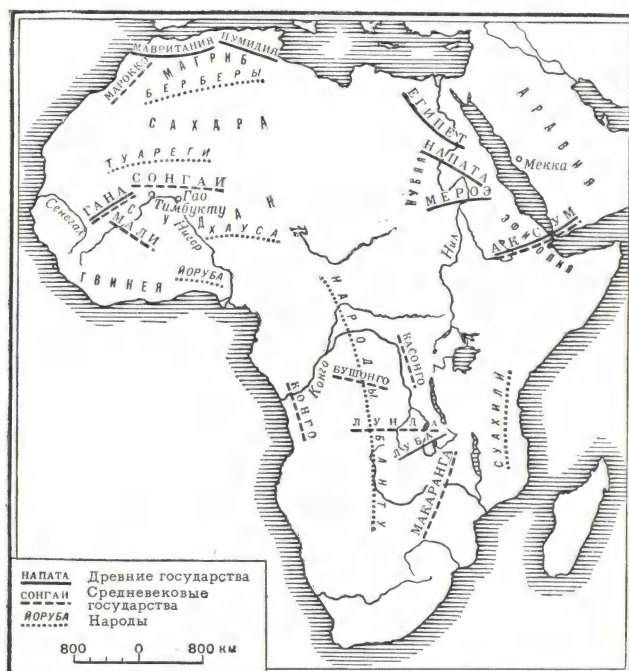 МАВРИТАНИЯ
НУМИДИЯ
МАРОККО
МАГРИБ
БЕРБЕРЫ
САХАРА
ТУАРЕГИ
СОНГАИ
Гао
Тимбукту
ГАНА
МАЛИ
СУДАН
Сенегал
Нигер
ХАУСА
ГВИНЕЯ
ЙОРУБА
ЕГИПЕТ
НАПАТА
НУБИЯ
МЕРОЭ
АРАВИЯ
Мекка
АКСУМ
ЭФИОПИЯ
Нил
НАРОДЫ
БАНТУ
Конго
КАСОНГО
БУШОНГО
КОНГО
ЛУНДА
ЛУБА
МАКАРАНГА
СУАХИЛИ
НАПАТА Древние государства
СОНГАИ Средневековые
государства
ЙОРУБА Народы
800 0 800 км